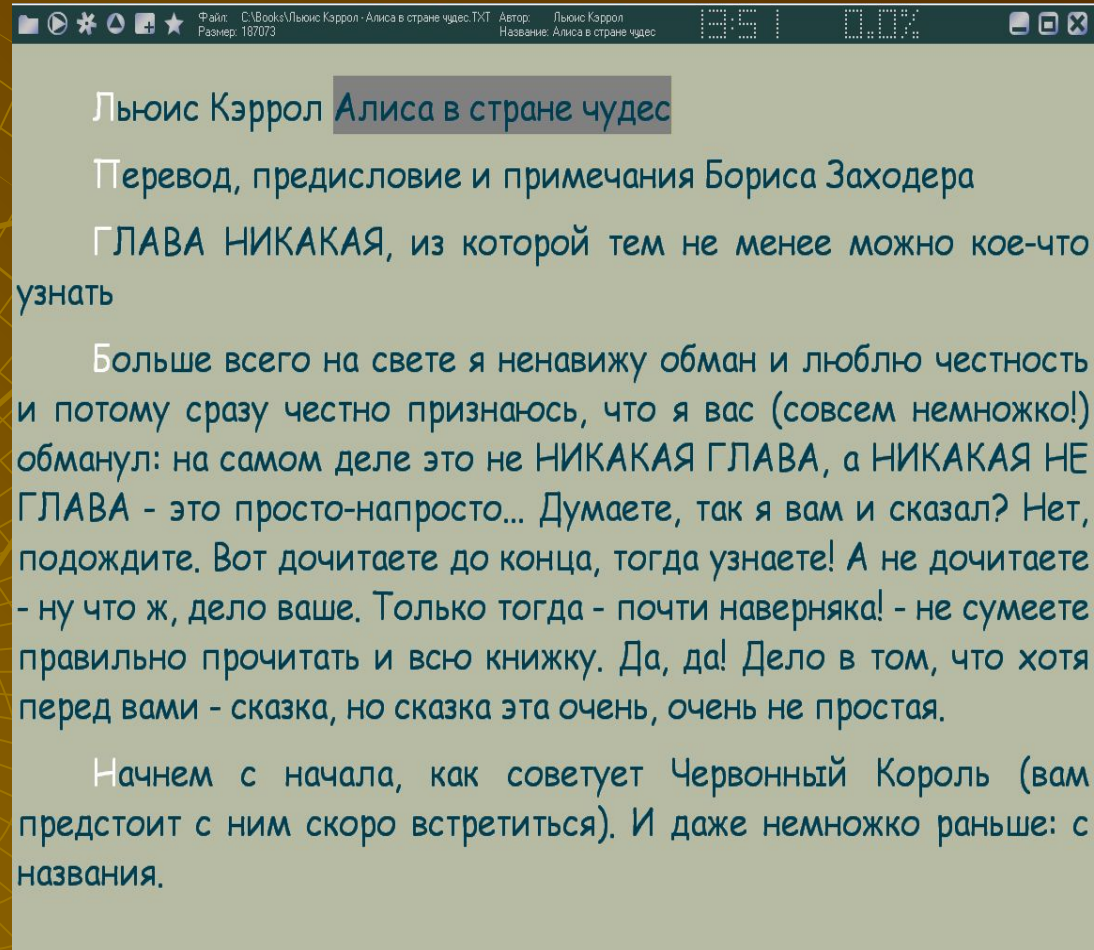 Файл: C:\Books\Льюис Кэррол - Алиса в стране чудес.TXT Автор: Льюис Кэррол 13:51 0.0%
Размер: 187073 Название: Алиса в стране чудес
Льюис Кэррол Алиса в стране чудес
Перевод, предисловие и примечания Бориса Заходера
ГЛАВА НИКАКАЯ, из которой тем не менее можно кое-что
узнать
Больше всего на свете я ненавижу обман и люблю честность
и потому сразу честно признаюсь, что я вас (совсем немножко!)
обманул: на самом деле это не НИКАКАЯ ГЛАВА, а НИКАКАЯ НЕ
ГЛАВА - это просто-напросто... Думаете, так я вам и сказал? Нет,
подождите. Вот дочитаете до конца, тогда узнаете! А не дочитаете
- ну что ж, дело ваше. Только тогда - почти наверняка! - не сумеете
правильно прочитать и всю книжку. Да, да! Дело в том, что хотя
перед вами - сказка, но сказка эта очень, очень не простая.
Начнем с начала, как советует Червонный Король (вам
предстоит с ним скоро встретиться). И даже немножко раньше: с
названия.